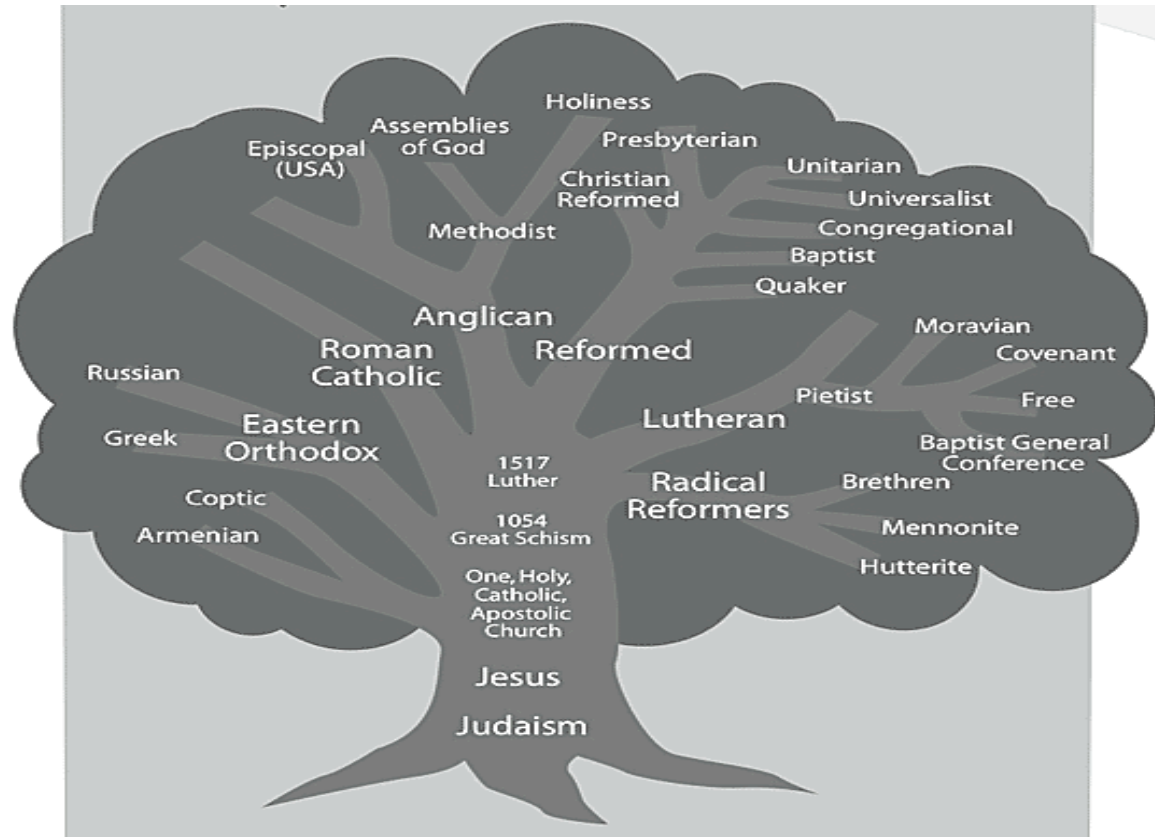 Holiness
Assemblies
of God
Episcopal
(USA)
Presbyterian
Christian
Reformed
Unitarian
Universalist
Methodist
Congregational
Baptist
Quaker
Anglican
Roman
Catholic
Reformed
Moravian
Covenant
Russian
Pietist
Free
Eastern
Orthodox
Greek
Lutheran
Baptist General
Conference
1517
Luther
Radical
Reformers
Brethren
Coptic
Armenian
1054
Great Schism
Mennonite
Hutterite
One, Holy,
Catholic,
Apostolic
Church
Jesus
Judaism